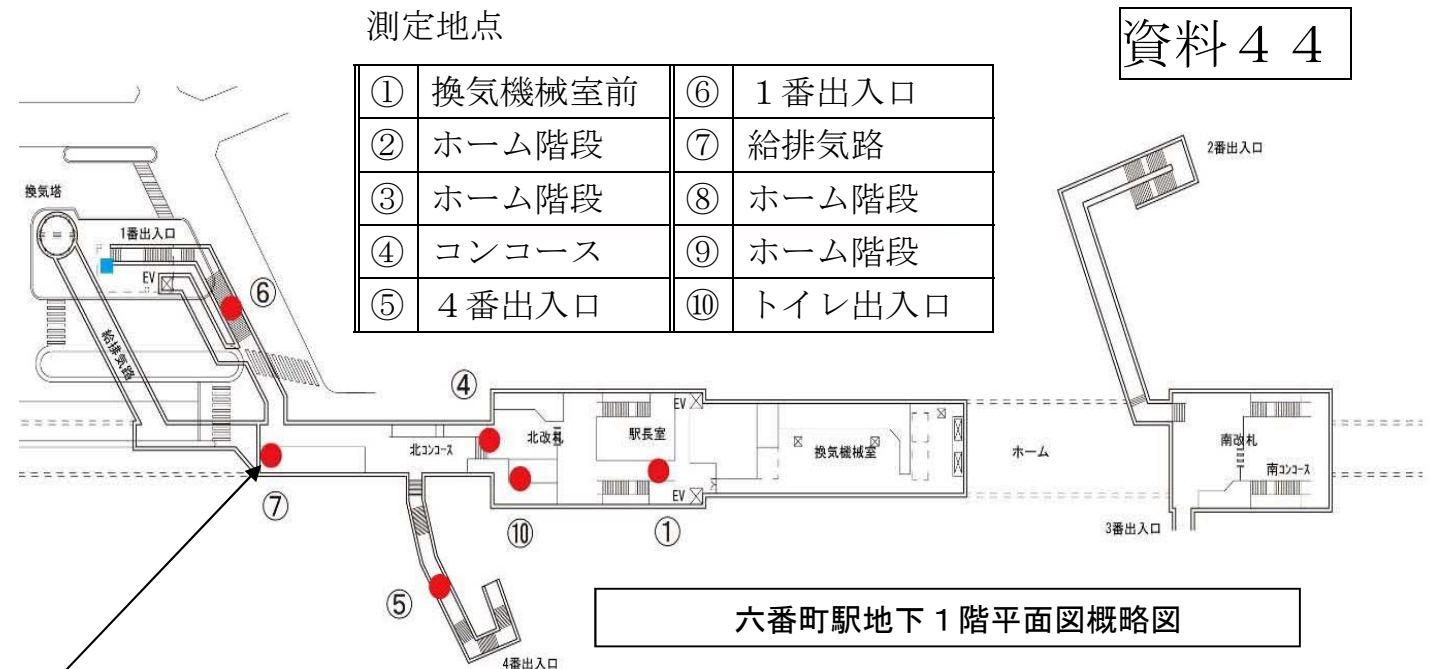 測定地点
資料４４
① 換気機械室前 ⑥ １番出入口
② ホーム階段 ⑦ 給排気路
③ ホーム階段 ⑧ ホーム階段
④ コンコース ⑨ ホーム階段
⑤ ４番出入口 ⑩ トイレ出入口
2番出入口
換気塔
1番出入口
EV
⑥
給排気路
④
EV
北改札
駅長室
北コンコース
換気機械室
ホーム
南改札
南コンコース
EV
⑦
⑩
①
3番出入口
⑤
六番町駅地下１階平面図概略図
4番出入口